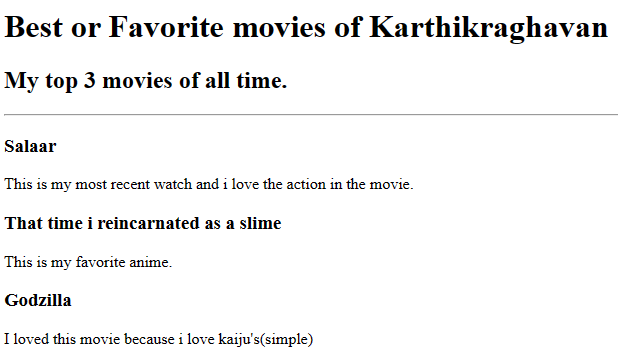 Best or Favorite movies of Karthikraghavan
My top 3 movies of all time.
Salaar
This is my most recent watch and i love the action in the movie.
That time i reincarnated as a slime
This is my favorite anime.
Godzilla
I loved this movie because i love kaiju's(simple)